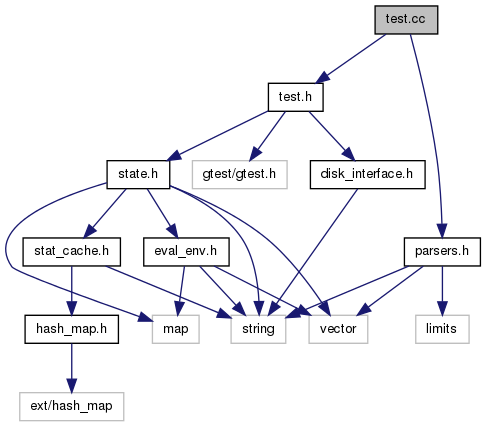 test.cc
test.h
state.h
gtest/gtest.h
disk_interface.h
stat_cache.h
eval_env.h
parsers.h
hash_map.h
map
string
vector
limits
ext/hash_map